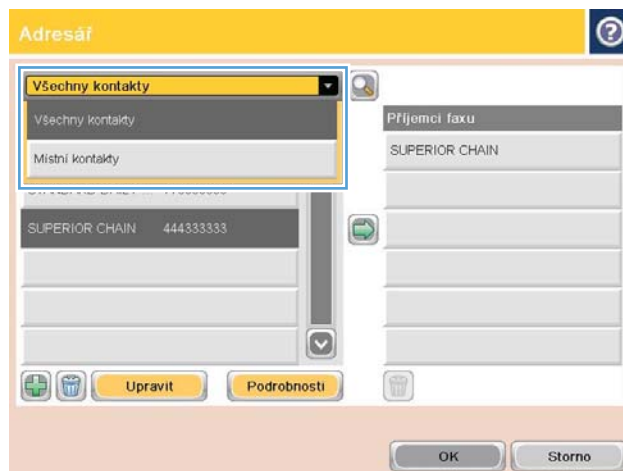 Adresář
Všechny kontakty
Všechny kontakty
Místní kontakty
SUPERIOR CHAIN 444333333
Příjemci faxu
SUPERIOR CHAIN
Upravit
Podrobnosti
OK
Storno